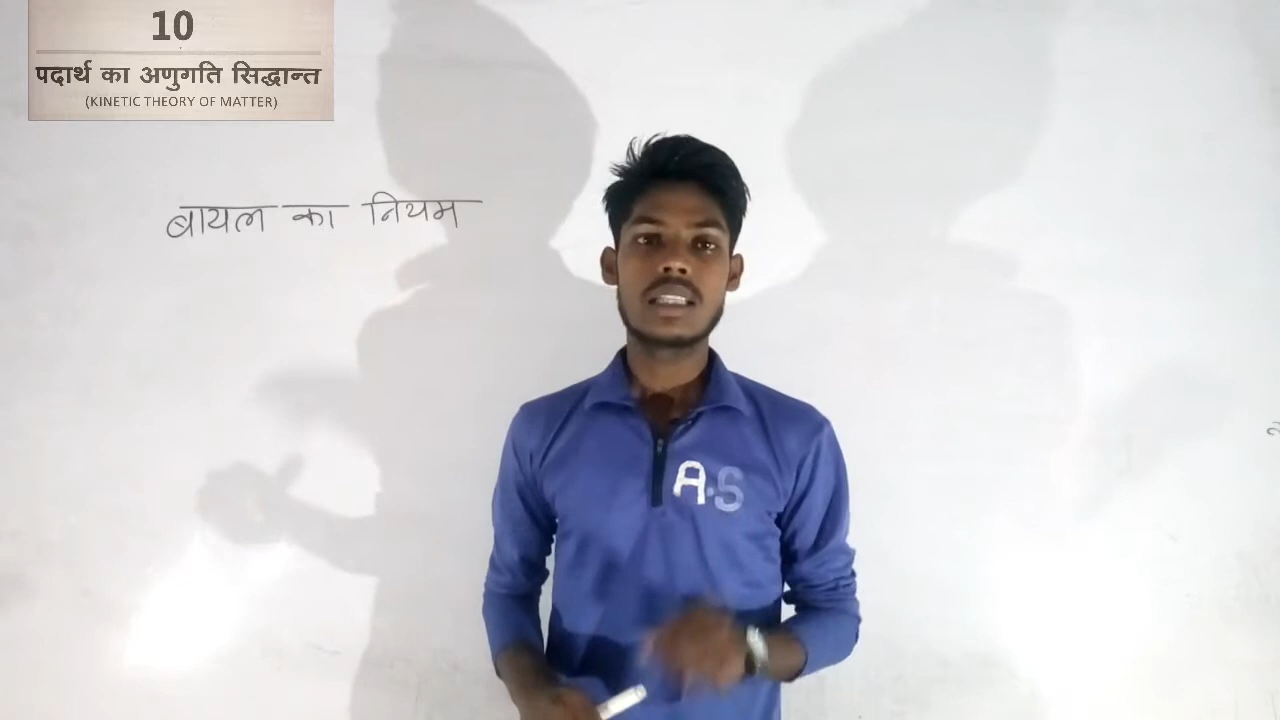 10
पदार्थ का अणुगति सिद्धान्त
(KINETIC THEORY OF MATTER)
बायल का नियम
A.S